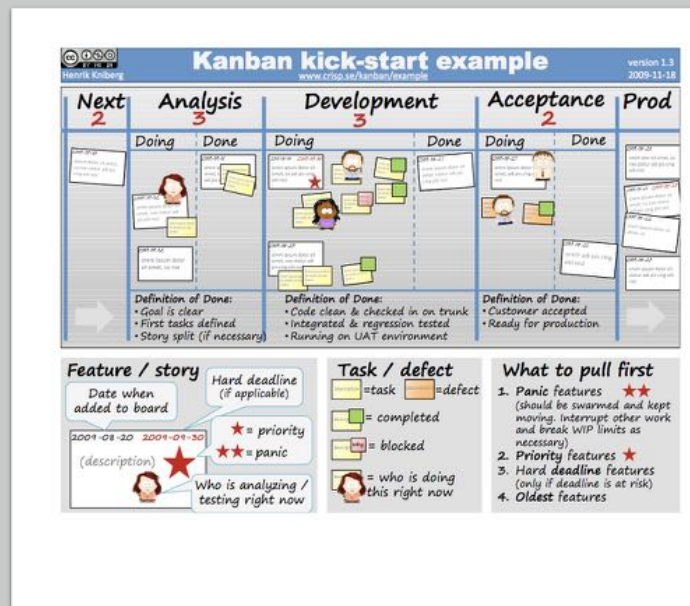 Henrik Kniberg
Kanban kick-start example
www.crisp.se/kanban/example
version 1.3
2009-11-18
Next
2
Analysis
3
Development
3
Acceptance
2
Prod
Doing
Done
Doing
Done
Doing
Done
Definition of Done:
• Goal is clear
• First tasks defined
• Story split (if necessary)
Definition of Done:
• Code clean & checked in on trunk
• Integrated & regression tested
• Running on UAT environment
Definition of Done:
• Customer accepted
• Ready for production
Feature / story
Date when
added to board
Hard deadline
(if applicable)
2009-08-20 2009-09-30
(description)
= priority
= panic
Who is analyzing /
testing right now
Task / defect
=task
=defect
= completed
= blocked
= who is doing
this right now
What to pull first
1. Panic features
(should be swarmed and kept
moving. Interrupt other work
and break WIP limits as
necessary)
2. Priority features
3. Hard deadline features
(only if deadline is at risk)
4. Oldest features